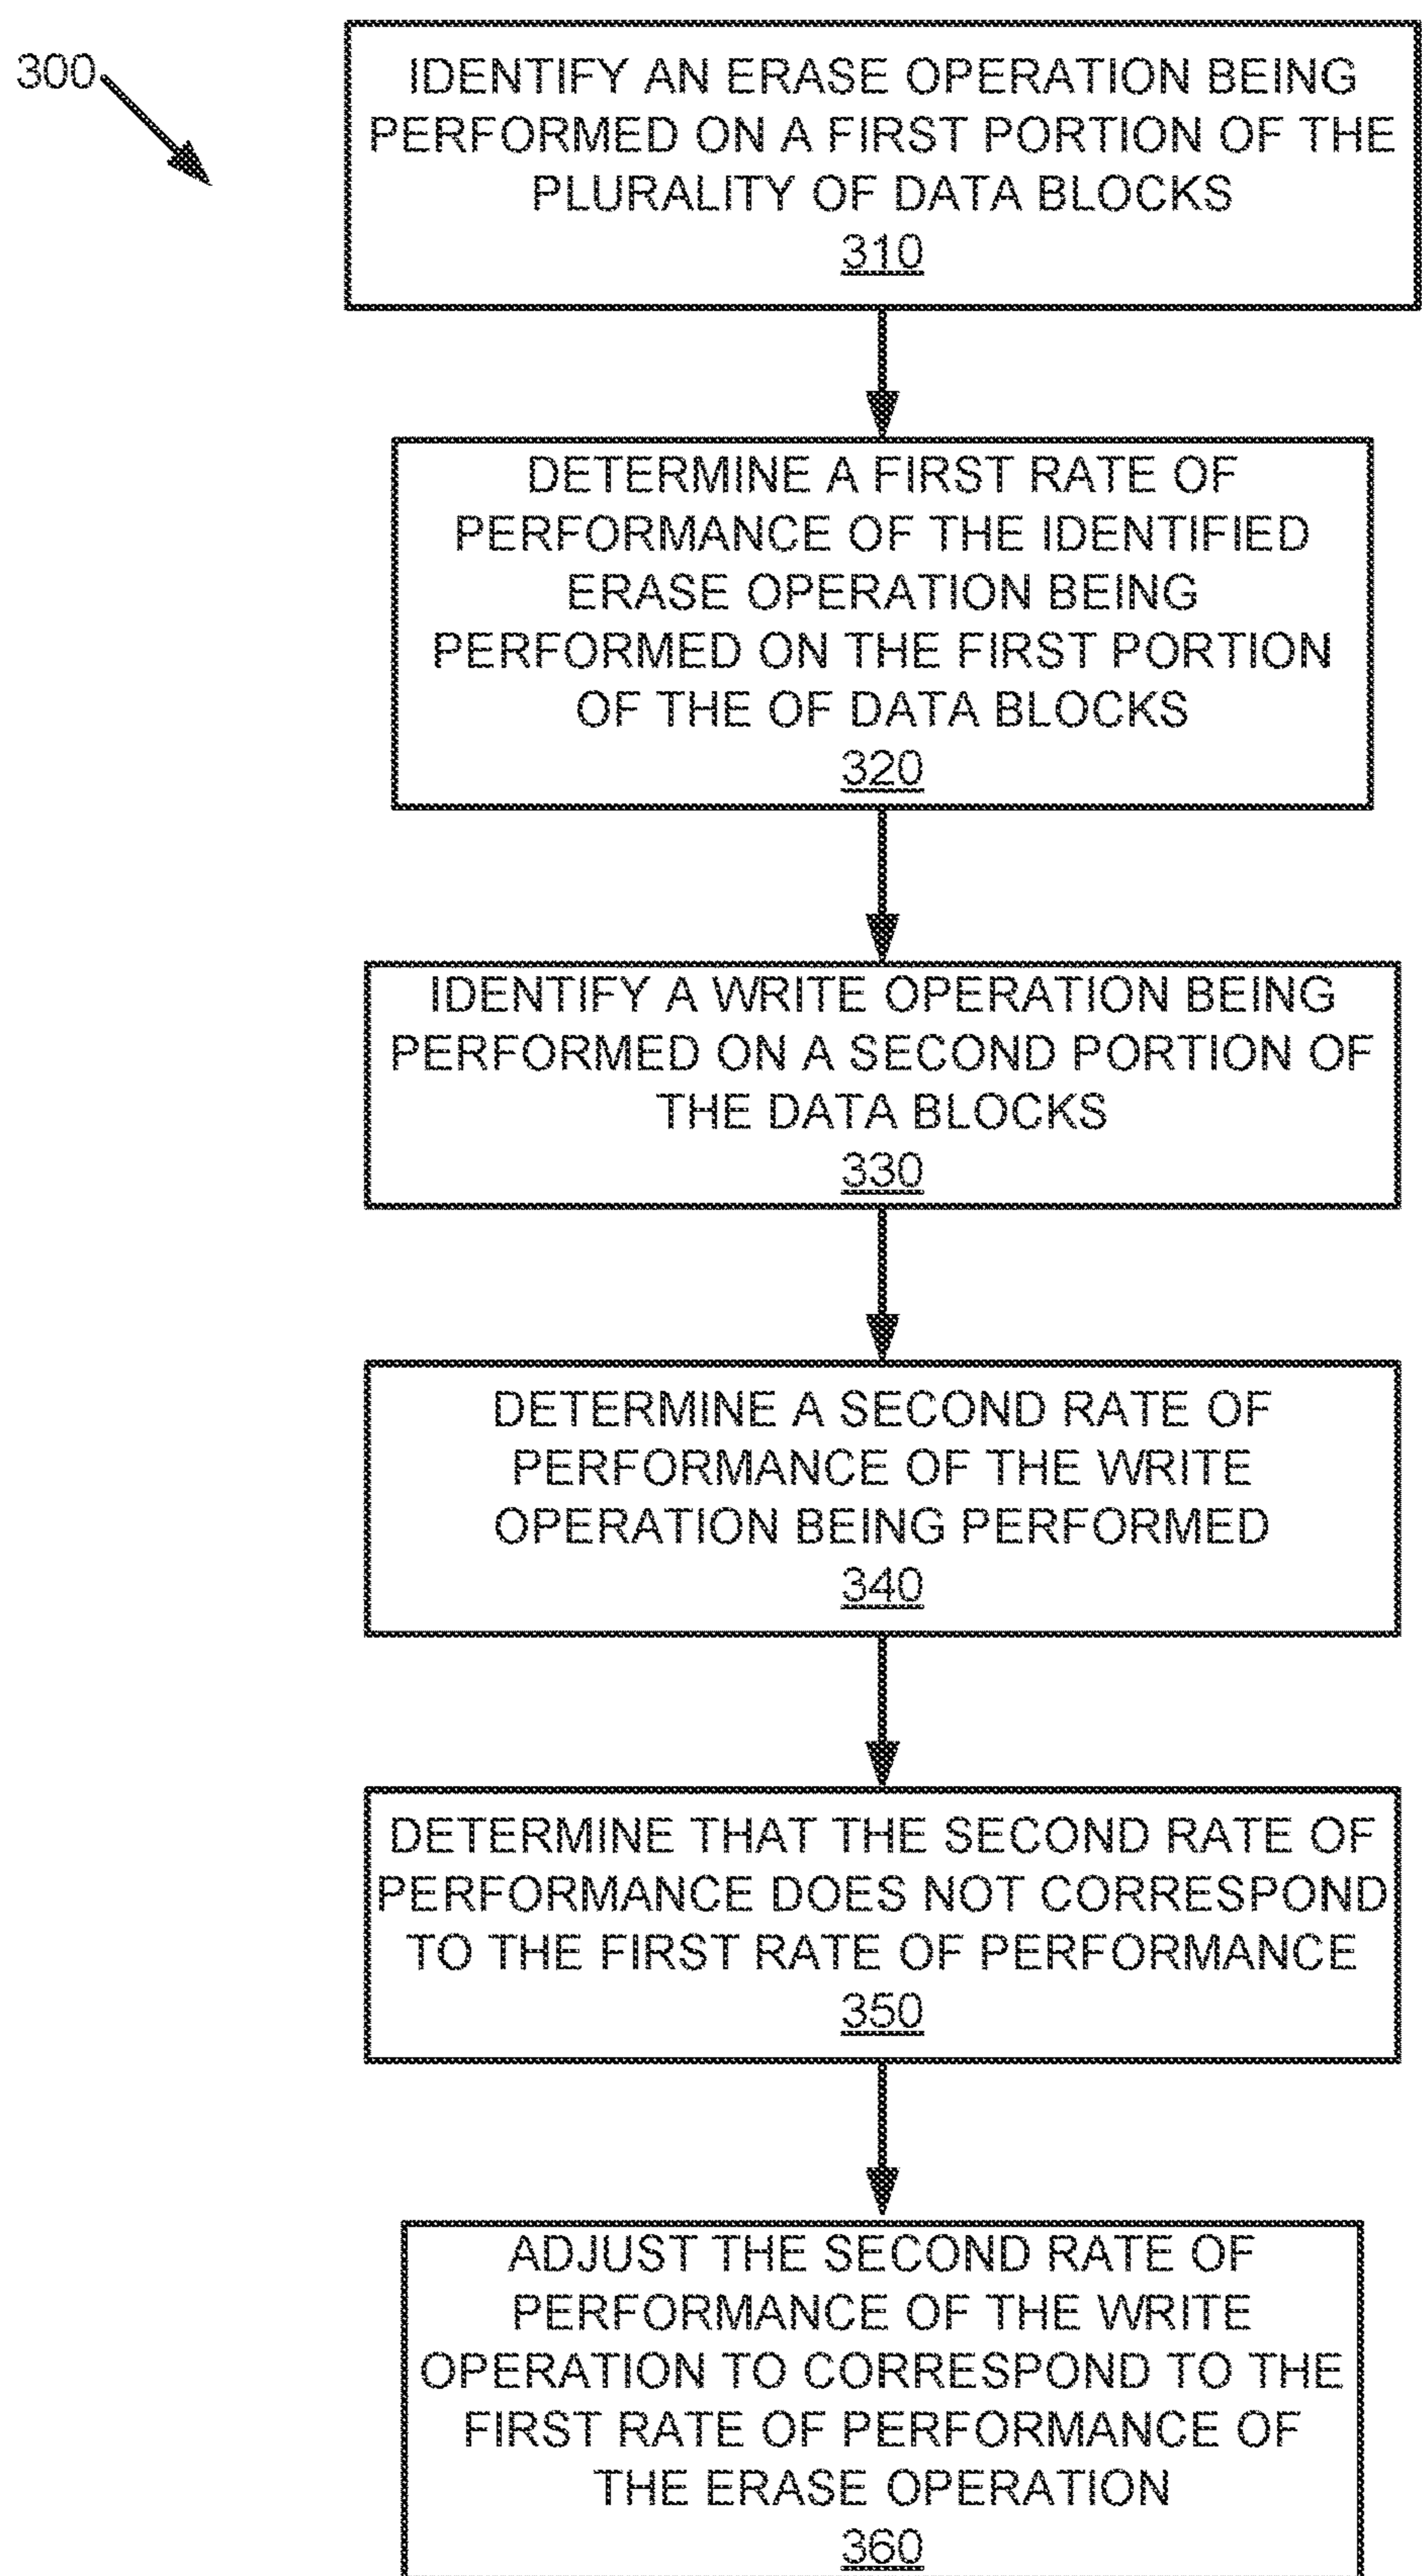 300
IDENTIFY AN ERASE OPERATION BEING
PERFORMED ON A FIRST PORTION OF THE
PLURALITY OF DATA BLOCKS
310
DETERMINE A FIRST RATE OF
PERFORMANCE OF THE IDENTIFIED
ERASE OPERATION BEING
PERFORMED ON THE FIRST PORTION
OF THE OF DATA BLOCKS
320
IDENTIFY A WRITE OPERATION BEING
PERFORMED ON A SECOND PORTION OF
THE DATA BLOCKS
330
DETERMINE A SECOND RATE OF
PERFORMANCE OF THE WRITE
OPERATION BEING PERFORMED
340
DETERMINE THAT THE SECOND RATE OF
PERFORMANCE DOES NOT CORRESPOND
TO THE FIRST RATE OF PERFORMANCE
350
ADJUST THE SECOND RATE OF
PERFORMANCE OF THE WRITE
OPERATION TO CORRESPOND TO THE
FIRST RATE OF PERFORMANCE OF
THE ERASE OPERATION
360